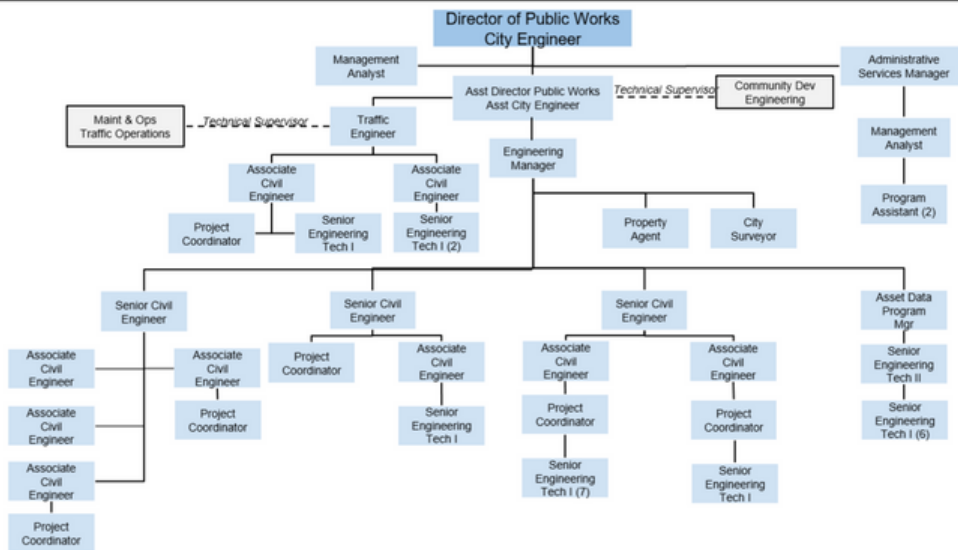 Director of Public Works
City Engineer
Management
Analyst
Administrative
Services Manager
Asst Director Public Works
Asst City Engineer
Technical Supervisor
Community Dev
Engineering
Maint & Ops
Traffic Operations
Technical Supervisor
Traffic
Engineer
Management
Analyst
Engineering
Manager
Associate
Civil
Engineer
Associate
Civil
Engineer
Program
Assistant (2)
Project
Coordinator
Senior
Engineering
Tech I
Senior
Engineering
Tech I (2)
Property
Agent
City
Surveyor
Senior Civil
Engineer
Senior Civil
Engineer
Senior Civil
Engineer
Asset Data
Program
Mgr
Associate
Civil
Engineer
Associate
Civil
Engineer
Project
Coordinator
Associate
Civil
Engineer
Associate
Civil
Engineer
Associate
Civil
Engineer
Senior
Engineering
Tech II
Associate
Civil
Engineer
Project
Coordinator
Senior
Engineering
Tech I
Project
Coordinator
Project
Coordinator
Senior
Engineering
Tech I (6)
Associate
Civil
Engineer
Senior
Engineering
Tech I (7)
Senior
Engineering
Tech I
Project
Coordinator